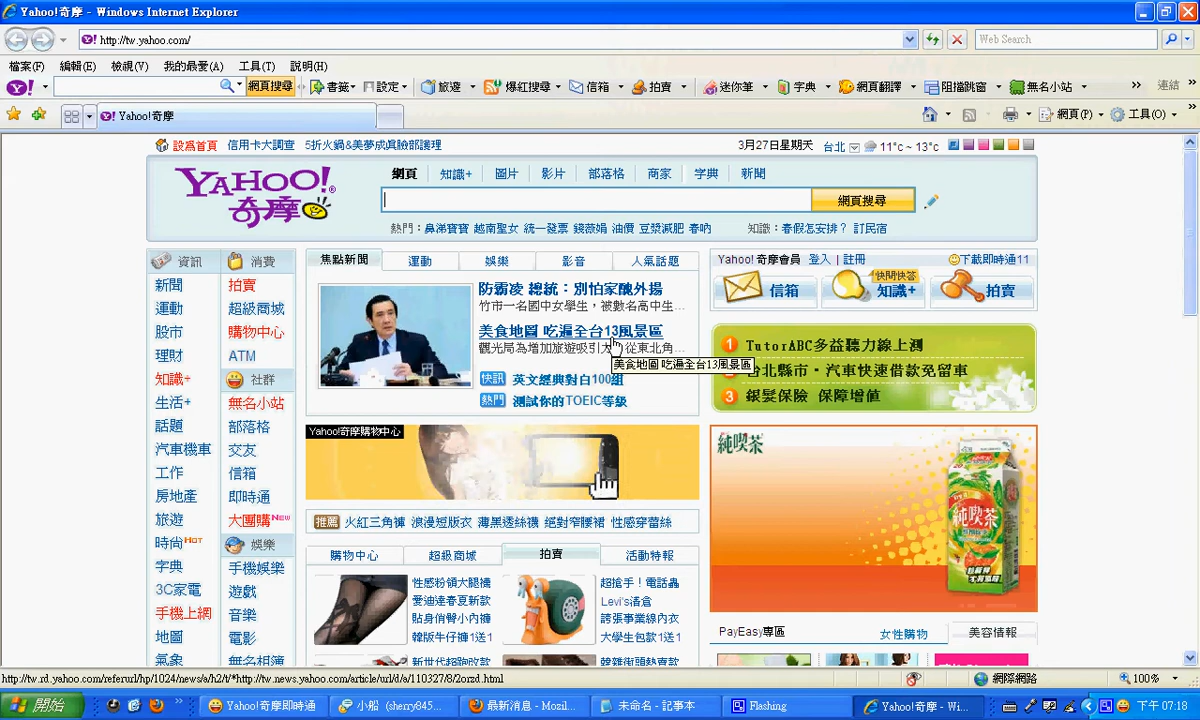 Yahoo!奇摩 - Windows Internet Explorer
http://tw.yahoo.com/
Web Search
檔案(F) 編輯(E) 檢視(V) 我的最愛(A) 工具(T) 說明(H)
Y! 網頁搜尋 書籤 設定 旅遊 爆紅搜尋 信箱 拍賣 迷你筆 字典 網頁翻譯 阻擋跳窗 無名小站 » 連結 »
Yahoo!奇摩 網頁(P) 工具(O) »
設為首頁 信用卡大調查 5折火鍋&美夢成真臉部護理 3月27日星期天 台北 11°c ~ 13°c
網頁 知識+ 圖片 影片 部落格 商家 字典 新聞
YAHOO!奇摩
網頁搜尋
熱門：鼻涕寶寶 越南聖女 統一發票 錢薇娟 油價 豆漿減肥 春吶 知識：春假怎安排？ 訂民宿
資訊
新聞
運動
股市
理財
知識+
生活+
話題
汽車機車
工作
房地產
旅遊
時尚HOT
字典
3C家電
手機上網
地圖
氣象
消費
拍賣
超級商城
購物中心
ATM
社群
無名小站
部落格
交友
信箱
即時通
大團購NEW
娛樂
手機娛樂
遊戲
音樂
電影
無名相簿
焦點新聞 運動 娛樂 影音 人氣話題
防霸凌 總統：別怕家醜外揚
竹市一名國中女學生，被數名高中生...
美食地圖 吃遍全台13風景區
觀光局為增加旅遊吸引力，從東北角...
美食地圖 吃遍全台13風景區
快訊 英文經典對白100組
熱門 測試你的TOEIC等級
Yahoo!奇摩購物中心
推薦 火紅三角褲 浪漫短版衣 薄黑透絲襪 絕對窄腰裙 性感穿蕾絲
購物中心 超級商城 拍賣 活動特報
性感粉領大腿襪
愛迪達春夏新款
貼身俏臀小內褲
韓版牛仔褲1送1
超搶手！電話蟲
Levi's潘倉
誇張事業線內衣
大學生包款1送1
新世代超跑改款
韓雜街頭熱賣款
Yahoo! 奇摩會員 登入 | 註冊 下載即時通11
信箱 快問快答 知識+ 拍賣
1 TutorABC多益聽力線上測
台北縣市‧汽車快速借款免留車
3 銀髮保險 保障增值
純喫茶
純喫茶
PayEasy專區 女性購物 美容情報
http://tw.rd.yahoo.com/referurl/hp/1024/news/a/h2/t/*http://tw.news.yahoo.com/article/url/d/a/110327/8/2orzd.html 網際網路 100%
開始 » Yahoo!奇摩即時通 小船 (sherry845... 最新消息 - Mozil... 未命名 - 記事本 Flashing Yahoo!奇摩 - Wi... 下午 07:18